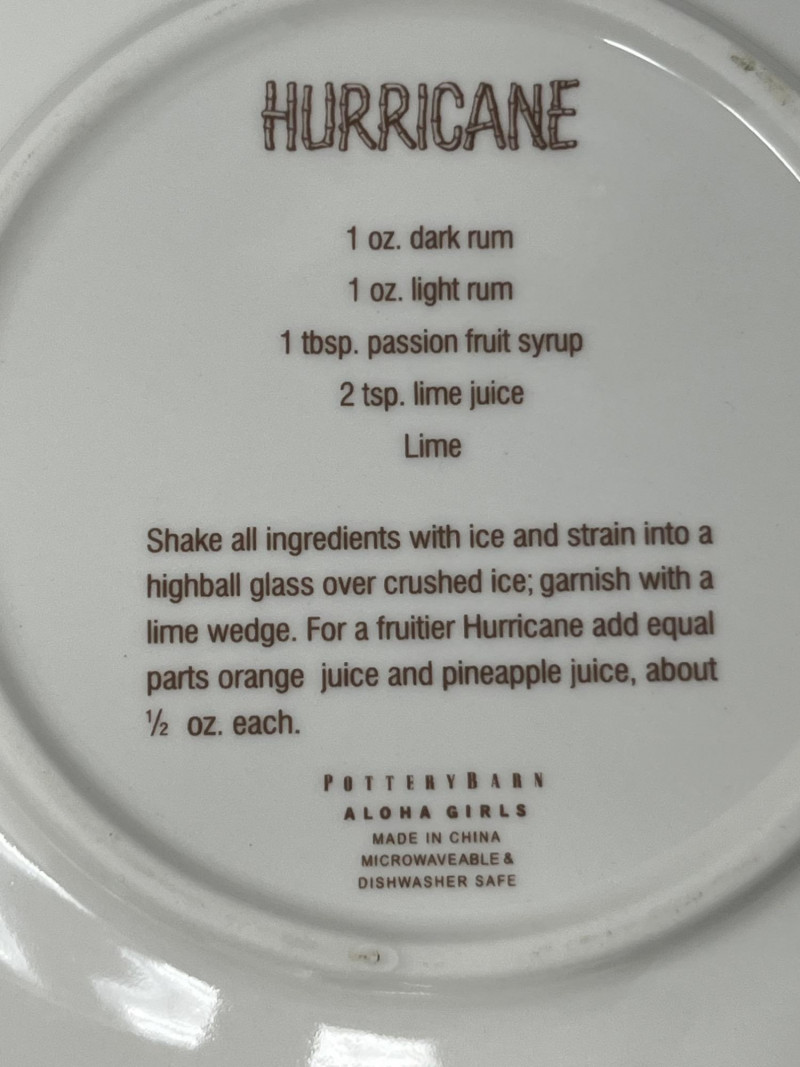 HURRICANE
1 oz. dark rum
1 oz. light rum
1 tbsp. passion fruit syrup
2 tsp. lime juice
Lime
Shake all ingredients with ice and strain into a
highball glass over crushed ice; garnish with a
lime wedge. For a fruitier Hurricane add equal
parts orange juice and pineapple juice, about
½ oz. each.
POTTERY BARN
ALOHA GIRLS
MADE IN CHINA
MICROWAVEABLE &
DISHWASHER SAFE